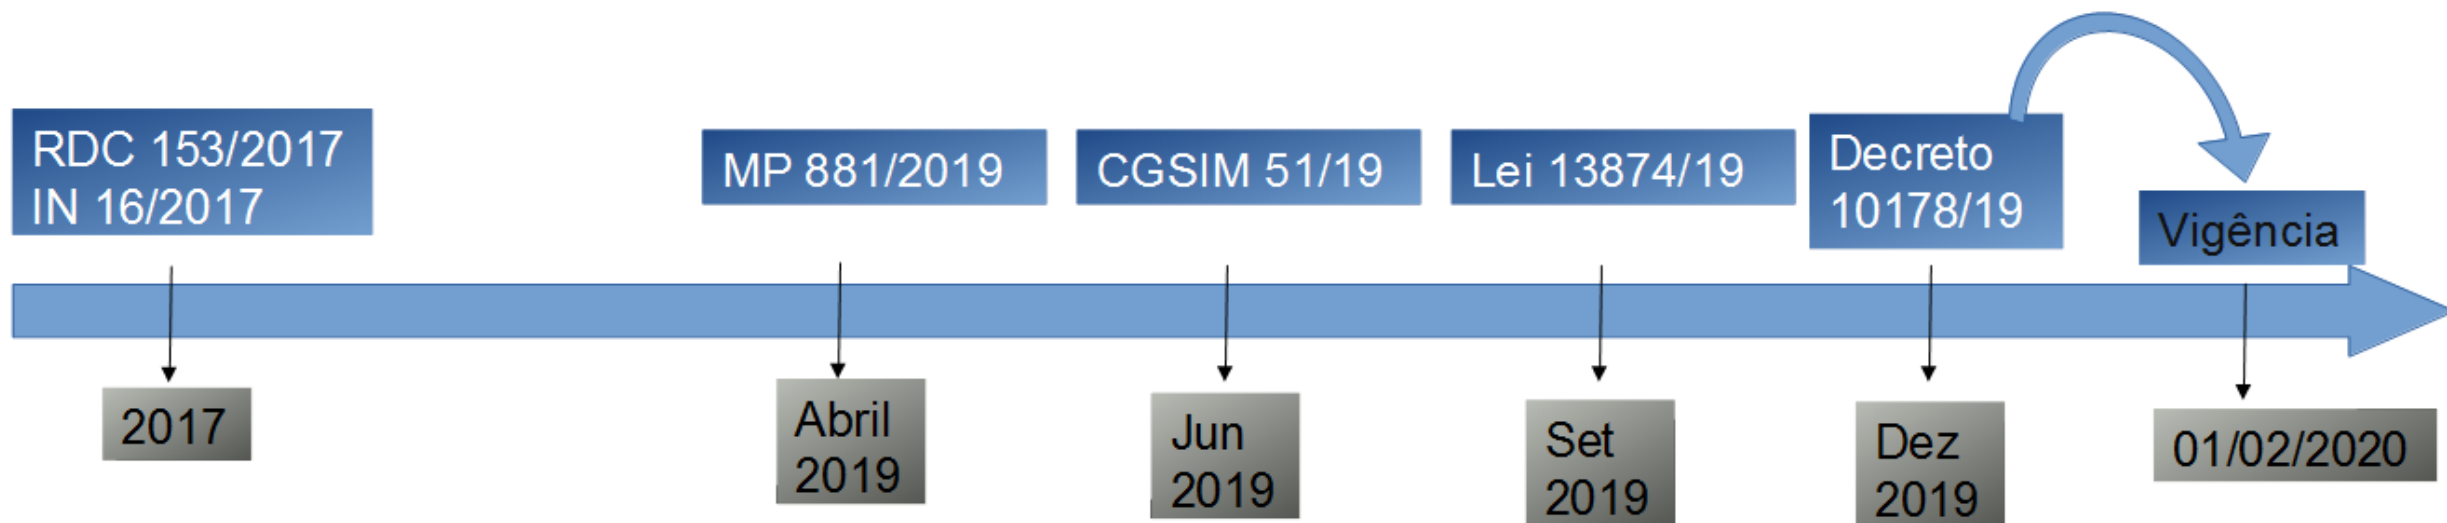 RDC 153/2017
IN 16/2017
MP 881/2019
CGSIM 51/19
Lei 13874/19
Decreto
10178/19
Vigência
2017
Abril
2019
Jun
2019
Set
2019
Dez
2019
01/02/2020